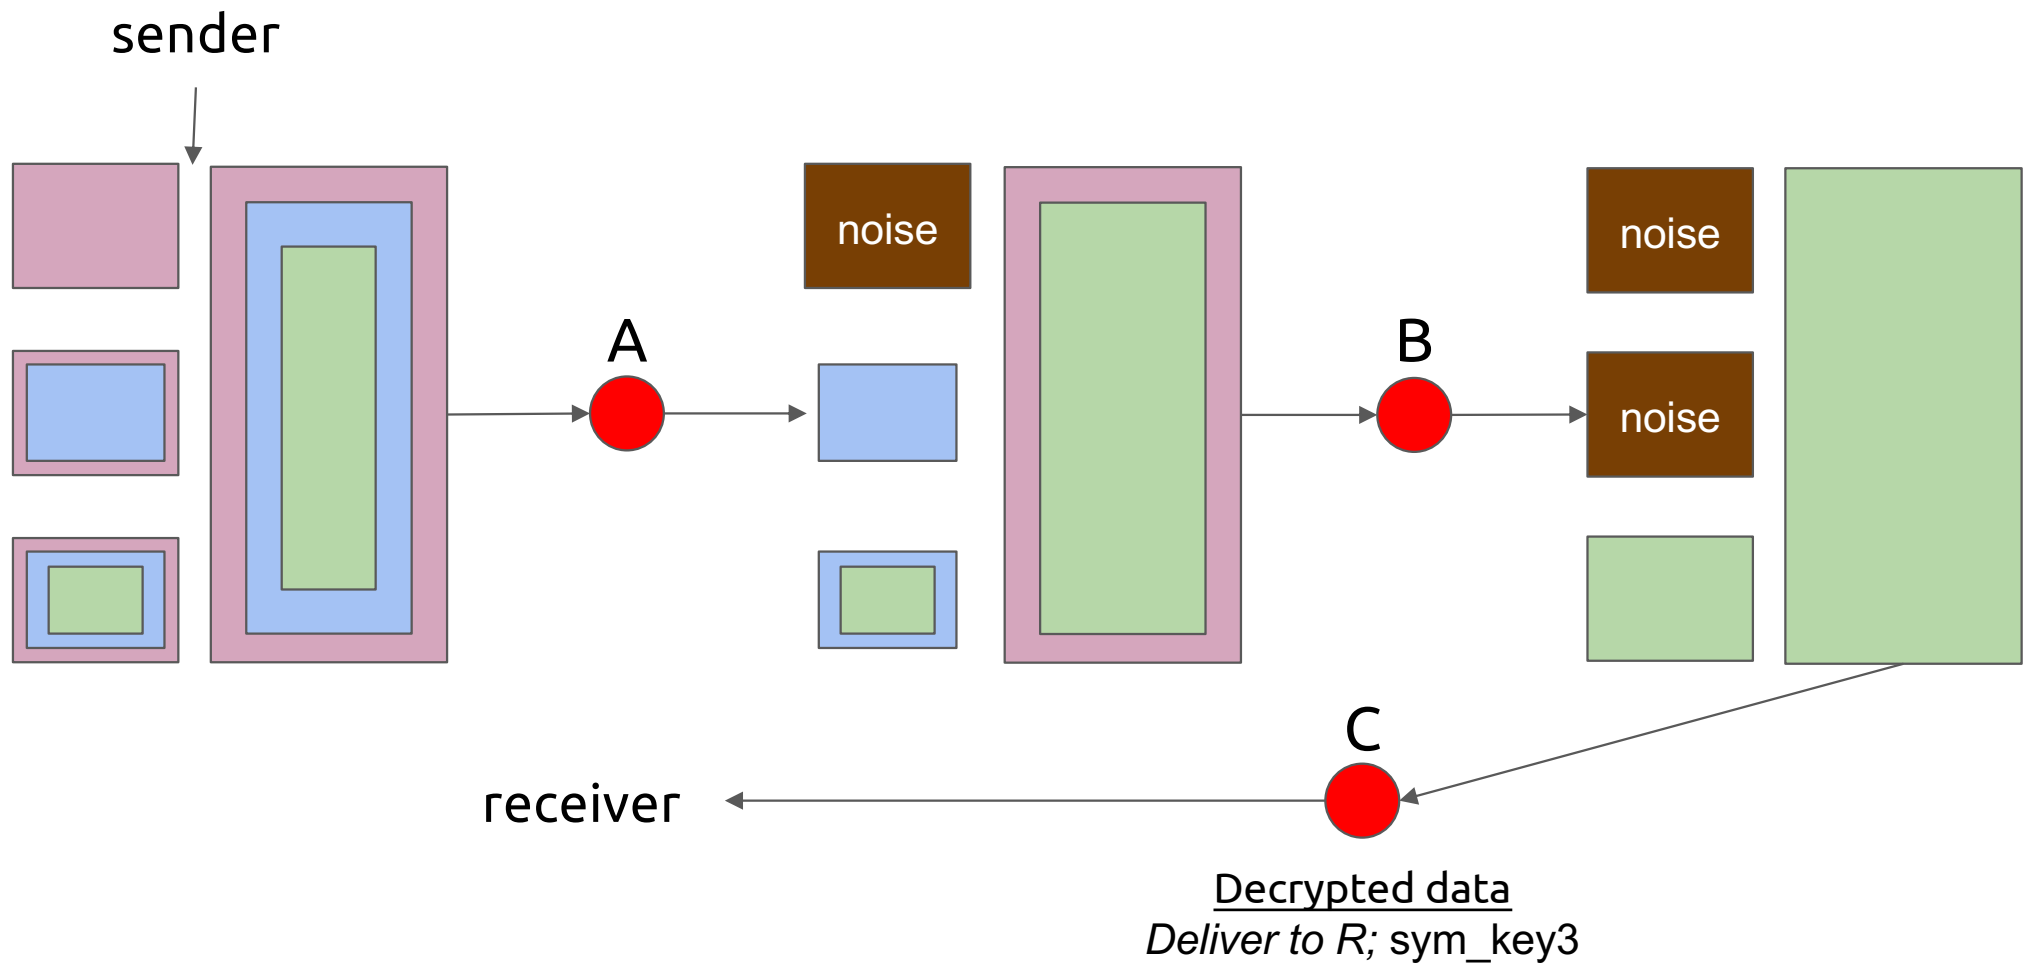 sender
noise
noise
A
B
noise
C
receiver
Decrypted data
Deliver to R; sym_key3